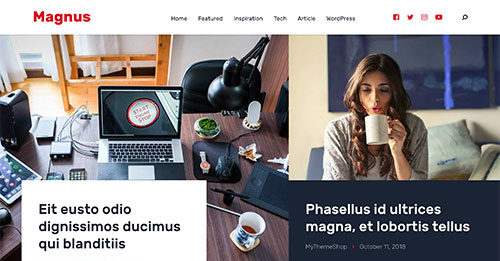 Magnus
Home Featured Inspiration Tech Article WordPress
START
STOP
Eit eusto odio
dignissimos ducimus
qui blanditiis
Phasellus id ultrices
magna, et lobortis tellus
MyThemeShop October 11, 2018